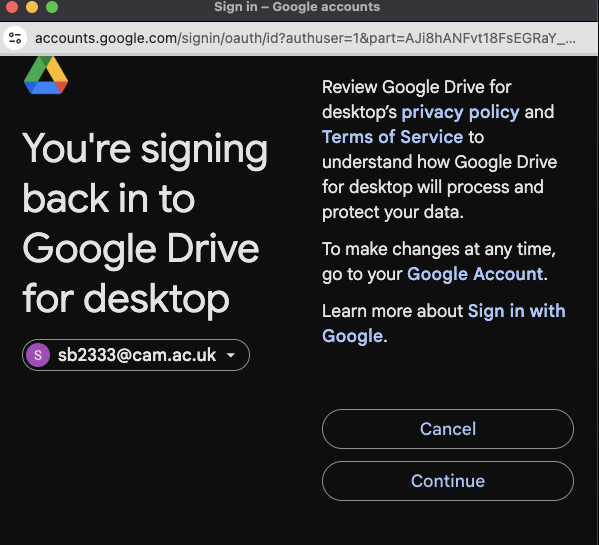 Sign in – Google accounts
accounts.google.com/signin/oauth/id?authuser=1&part=AJi8hANFvt18FsEGRaY_...
You're signing
back in to
Google Drive
for desktop
S sb2333@cam.ac.uk
Review Google Drive for
desktop's privacy policy and
Terms of Service to
understand how Google Drive
for desktop will process and
protect your data.
To make changes at any time,
go to your Google Account.
Learn more about Sign in with
Google.
Cancel
Continue